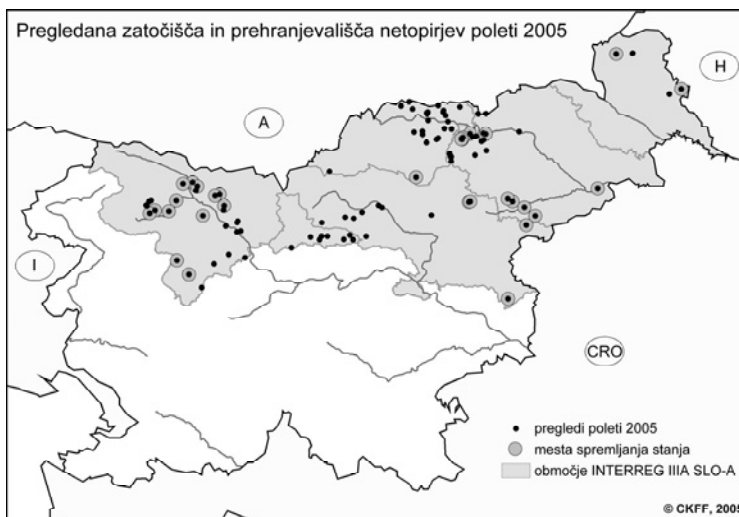 Pregledana zatočišča in prehranjevališča netopirjev poleti 2005
H
A
I
CRO
pregledi poleti 2005
mesta spremljanja stanja
območje INTERREG IIIA SLO-A
© CKFF, 2005